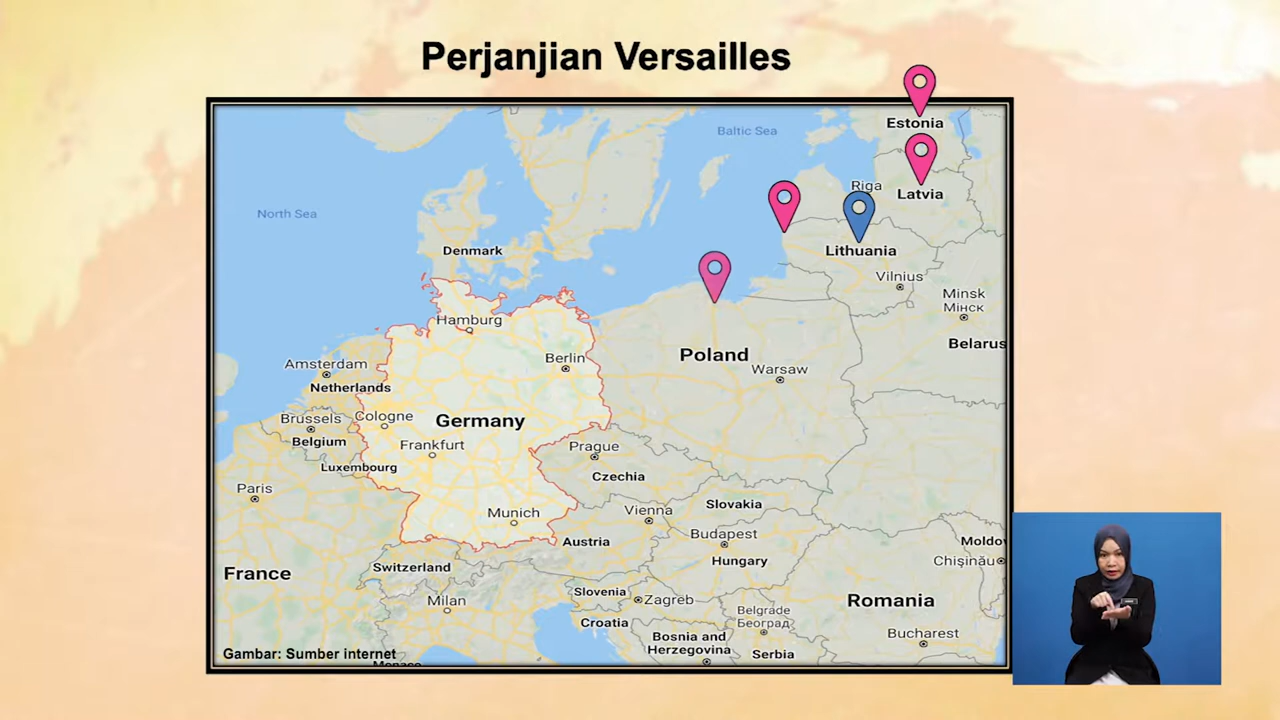 Perjanjian Versailles
Estonia
Baltic Sea
Riga
Latvia
North Sea
Denmark
Lithuania
Vilnius
Minsk
Мінск
Hamburg
Belarus
Berlin
Poland
Warsaw
Amsterdam
Netherlands
Brussels
Cologne
Germany
Belgium
Frankfurt
Prague
Luxembourg
Czechia
Paris
Slovakia
Munich
Vienna
Budapest
Austria
Moldov
Hungary
Chișinău
France
Switzerland
Slovenia
Milan
Zagreb
Romania
Belgrade
Београд
Croatia
Bosnia and
Herzegovina
Bucharest
Serbia
Gambar: Sumber internet
Monaco